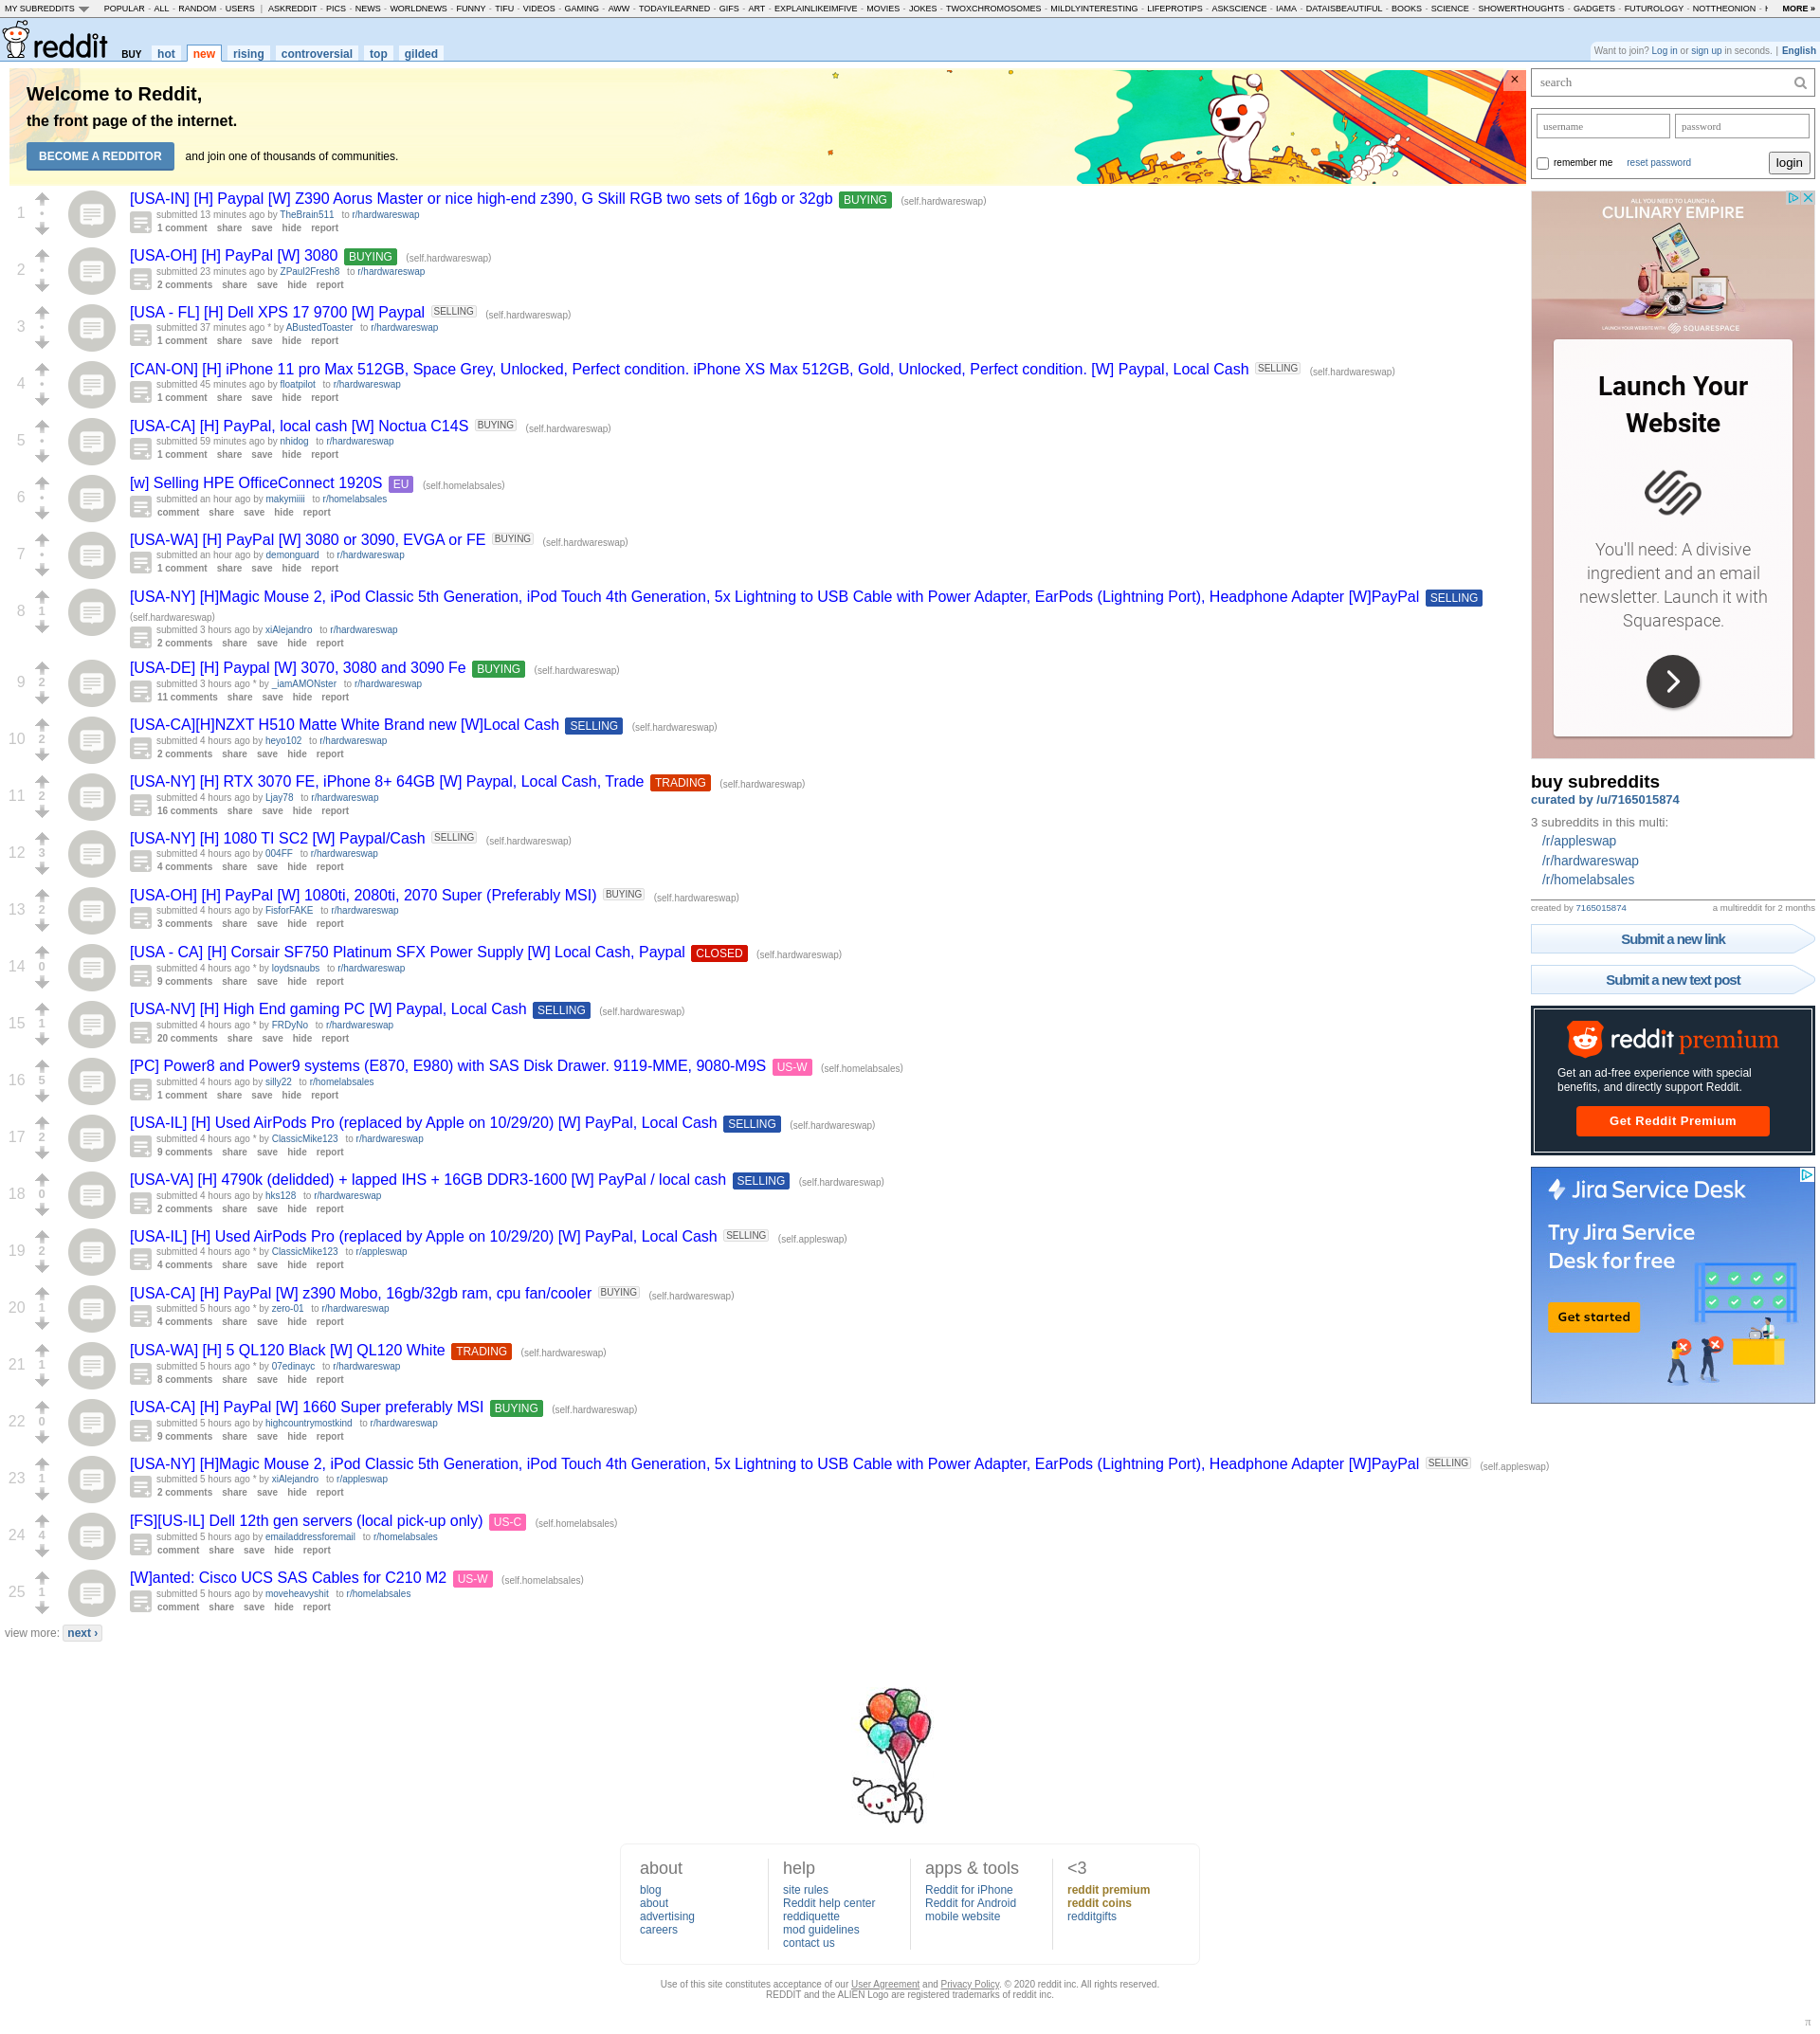 MY SUBREDDITS POPULAR - ALL - RANDOM - USERS | ASKREDDIT - PICS - NEWS - WORLDNEWS - FUNNY - TIFU - VIDEOS - GAMING - AWW - TODAYILEARNED - GIFS - ART - EXPLAINLIKEIMFIVE - MOVIES - JOKES - TWOXCHROMOSOMES - MILDLYINTERESTING - LIFEPROTIPS - ASKSCIENCE - IAMA - DATAISBEAUTIFUL - BOOKS - SCIENCE - SHOWERTHOUGHTS - GADGETS - FUTUROLOGY - NOTTHEONION - MORE »
reddit BUY hot new rising controversial top gilded
Want to join? Log in or sign up in seconds. | English
Welcome to Reddit,
the front page of the internet.
BECOME A REDDITOR and join one of thousands of communities.
×
1
[USA-IN] [H] Paypal [W] Z390 Aorus Master or nice high-end z390, G Skill RGB two sets of 16gb or 32gb BUYING (self.hardwareswap)
submitted 13 minutes ago by TheBrain511 to r/hardwareswap
1 comment share save hide report
2
[USA-OH] [H] PayPal [W] 3080 BUYING (self.hardwareswap)
submitted 23 minutes ago by ZPaul2Fresh8 to r/hardwareswap
2 comments share save hide report
3
[USA - FL] [H] Dell XPS 17 9700 [W] Paypal SELLING (self.hardwareswap)
submitted 37 minutes ago * by ABustedToaster to r/hardwareswap
1 comment share save hide report
4
[CAN-ON] [H] iPhone 11 pro Max 512GB, Space Grey, Unlocked, Perfect condition. iPhone XS Max 512GB, Gold, Unlocked, Perfect condition. [W] Paypal, Local Cash SELLING (self.hardwareswap)
submitted 45 minutes ago by floatpilot to r/hardwareswap
1 comment share save hide report
5
[USA-CA] [H] PayPal, local cash [W] Noctua C14S BUYING (self.hardwareswap)
submitted 59 minutes ago by nhidog to r/hardwareswap
1 comment share save hide report
6
[w] Selling HPE OfficeConnect 1920S EU (self.homelabsales)
submitted an hour ago by makymiiii to r/homelabsales
comment share save hide report
7
[USA-WA] [H] PayPal [W] 3080 or 3090, EVGA or FE BUYING (self.hardwareswap)
submitted an hour ago by demonguard to r/hardwareswap
1 comment share save hide report
8 1
[USA-NY] [H]Magic Mouse 2, iPod Classic 5th Generation, iPod Touch 4th Generation, 5x Lightning to USB Cable with Power Adapter, EarPods (Lightning Port), Headphone Adapter [W]PayPal SELLING
(self.hardwareswap)
submitted 3 hours ago by xiAlejandro to r/hardwareswap
2 comments share save hide report
9 2
[USA-DE] [H] Paypal [W] 3070, 3080 and 3090 Fe BUYING (self.hardwareswap)
submitted 3 hours ago * by _iamAMONster to r/hardwareswap
11 comments share save hide report
10 2
[USA-CA][H]NZXT H510 Matte White Brand new [W]Local Cash SELLING (self.hardwareswap)
submitted 4 hours ago by heyo102 to r/hardwareswap
2 comments share save hide report
11 2
[USA-NY] [H] RTX 3070 FE, iPhone 8+ 64GB [W] Paypal, Local Cash, Trade TRADING (self.hardwareswap)
submitted 4 hours ago by Ljay78 to r/hardwareswap
16 comments share save hide report
12 3
[USA-NY] [H] 1080 TI SC2 [W] Paypal/Cash SELLING (self.hardwareswap)
submitted 4 hours ago by 004FF to r/hardwareswap
4 comments share save hide report
13 2
[USA-OH] [H] PayPal [W] 1080ti, 2080ti, 2070 Super (Preferably MSI) BUYING (self.hardwareswap)
submitted 4 hours ago by FisforFAKE to r/hardwareswap
3 comments share save hide report
14 0
[USA - CA] [H] Corsair SF750 Platinum SFX Power Supply [W] Local Cash, Paypal CLOSED (self.hardwareswap)
submitted 4 hours ago * by loydsnaubs to r/hardwareswap
9 comments share save hide report
15 1
[USA-NV] [H] High End gaming PC [W] Paypal, Local Cash SELLING (self.hardwareswap)
submitted 4 hours ago * by FRDyNo to r/hardwareswap
20 comments share save hide report
16 5
[PC] Power8 and Power9 systems (E870, E980) with SAS Disk Drawer. 9119-MME, 9080-M9S US-W (self.homelabsales)
submitted 4 hours ago by silly22 to r/homelabsales
1 comment share save hide report
17 2
[USA-IL] [H] Used AirPods Pro (replaced by Apple on 10/29/20) [W] PayPal, Local Cash SELLING (self.hardwareswap)
submitted 4 hours ago * by ClassicMike123 to r/hardwareswap
9 comments share save hide report
18 0
[USA-VA] [H] 4790k (delidded) + lapped IHS + 16GB DDR3-1600 [W] PayPal / local cash SELLING (self.hardwareswap)
submitted 4 hours ago by hks128 to r/hardwareswap
2 comments share save hide report
19 2
[USA-IL] [H] Used AirPods Pro (replaced by Apple on 10/29/20) [W] PayPal, Local Cash SELLING (self.appleswap)
submitted 4 hours ago * by ClassicMike123 to r/appleswap
4 comments share save hide report
20 1
[USA-CA] [H] PayPal [W] z390 Mobo, 16gb/32gb ram, cpu fan/cooler BUYING (self.hardwareswap)
submitted 5 hours ago * by zero-01 to r/hardwareswap
4 comments share save hide report
21 1
[USA-WA] [H] 5 QL120 Black [W] QL120 White TRADING (self.hardwareswap)
submitted 5 hours ago * by 07edinayc to r/hardwareswap
8 comments share save hide report
22 0
[USA-CA] [H] PayPal [W] 1660 Super preferably MSI BUYING (self.hardwareswap)
submitted 5 hours ago by highcountrymostkind to r/hardwareswap
9 comments share save hide report
23 1
[USA-NY] [H]Magic Mouse 2, iPod Classic 5th Generation, iPod Touch 4th Generation, 5x Lightning to USB Cable with Power Adapter, EarPods (Lightning Port), Headphone Adapter [W]PayPal SELLING (self.appleswap)
submitted 5 hours ago * by xiAlejandro to r/appleswap
2 comments share save hide report
24 4
[FS][US-IL] Dell 12th gen servers (local pick-up only) US-C (self.homelabsales)
submitted 5 hours ago by emailaddressforemail to r/homelabsales
comment share save hide report
25 1
[W]anted: Cisco UCS SAS Cables for C210 M2 US-W (self.homelabsales)
submitted 5 hours ago by moveheavyshit to r/homelabsales
comment share save hide report
view more: next ›
search
username password
remember me reset password login
ALL YOU NEED TO LAUNCH A
CULINARY EMPIRE
LAUNCH YOUR WEBSITE WITH SQUARESPACE
Launch Your
Website
You'll need: A divisive
ingredient and an email
newsletter. Launch it with
Squarespace.
buy subreddits
curated by /u/7165015874
3 subreddits in this multi:
/r/appleswap
/r/hardwareswap
/r/homelabsales
created by 7165015874 a multireddit for 2 months
Submit a new link
Submit a new text post
reddit premium
Get an ad-free experience with special
benefits, and directly support Reddit.
Get Reddit Premium
Jira Service Desk
Try Jira Service
Desk for free
Get started
about help apps & tools <3
blog site rules Reddit for iPhone reddit premium
about Reddit help center Reddit for Android reddit coins
advertising reddiquette mobile website redditgifts
careers mod guidelines
contact us
Use of this site constitutes acceptance of our User Agreement and Privacy Policy. © 2020 reddit inc. All rights reserved.
REDDIT and the ALIEN Logo are registered trademarks of reddit inc.
π